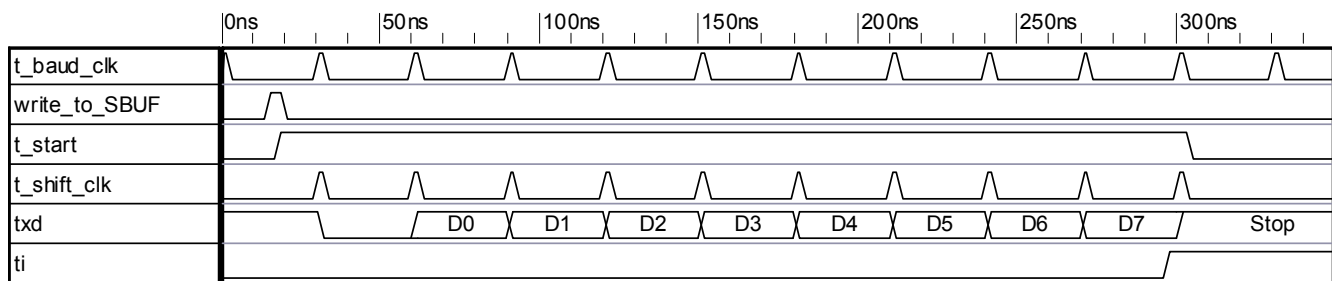 0ns 50ns 100ns 150ns 200ns 250ns 300ns
t_baud_clk
write_to_SBUF
t_start
t_shift_clk
txd D0 D1 D2 D3 D4 D5 D6 D7 Stop
ti